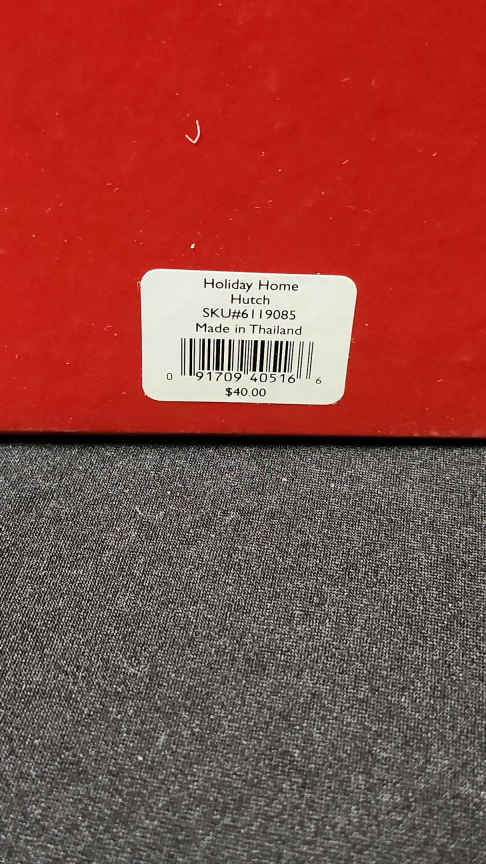 Holiday Home
Hutch
SKU#6119085
Made in Thailand
0 91709 40516 6
$40.00